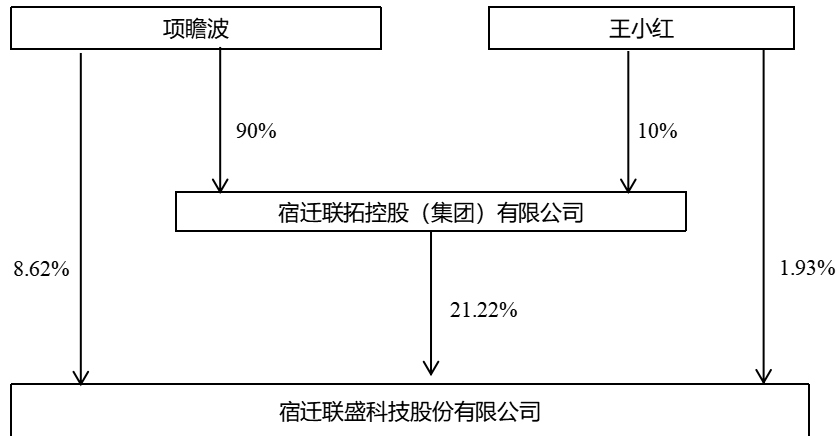 项瞻波
王小红
90%
10%
宿迁联拓控股（集团）有限公司
8.62%
1.93%
21.22%
宿迁联盛科技股份有限公司